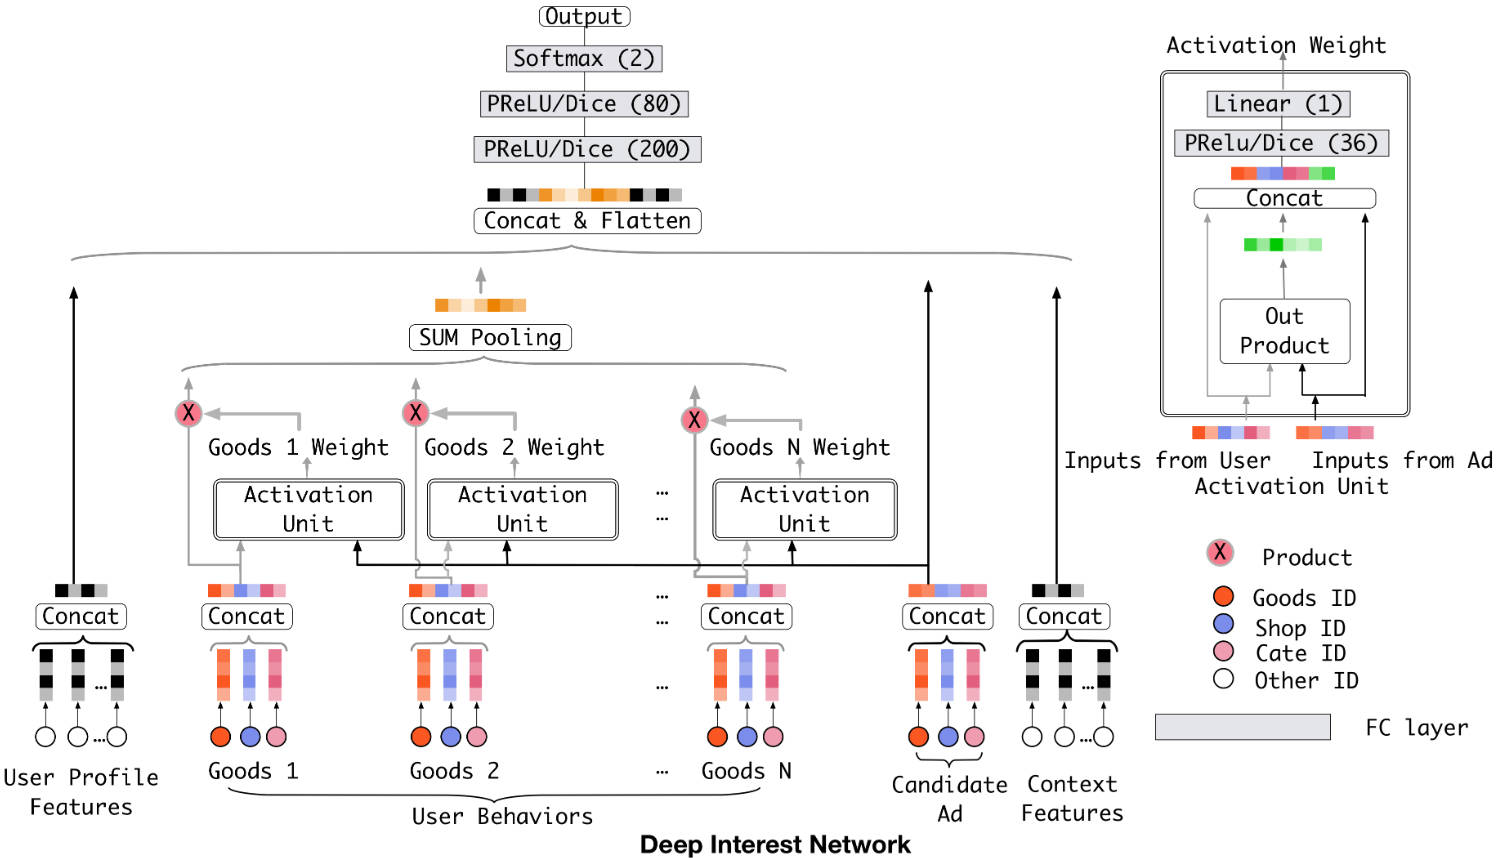 Output
Softmax (2)
PReLU/Dice (80)
PReLU/Dice (200)
Concat & Flatten
SUM Pooling
X
X
X
Goods 1 Weight
Goods 2 Weight
Goods N Weight
Activation
Unit
Activation
Unit
...
...
Activation
Unit
Concat
Concat
Concat
...
...
Concat
Concat
Concat
...
...
...
...
...
Goods 1
Goods 2
...
Goods N
User Profile
Features
User Behaviors
Candidate
Ad
Context
Features
Activation Weight
Linear (1)
PRelu/Dice (36)
Concat
Out
Product
Inputs from User
Inputs from Ad
Activation Unit
X
Product
Goods ID
Shop ID
Cate ID
Other ID
FC layer
Deep Interest Network